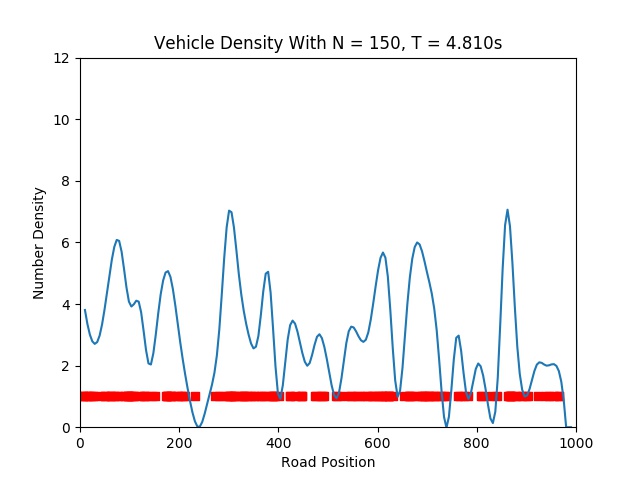 Vehicle Density With N = 150, T = 4.810s
12
10
8
6
4
2
0
Number Density
0 200 400 600 800 1000
Road Position